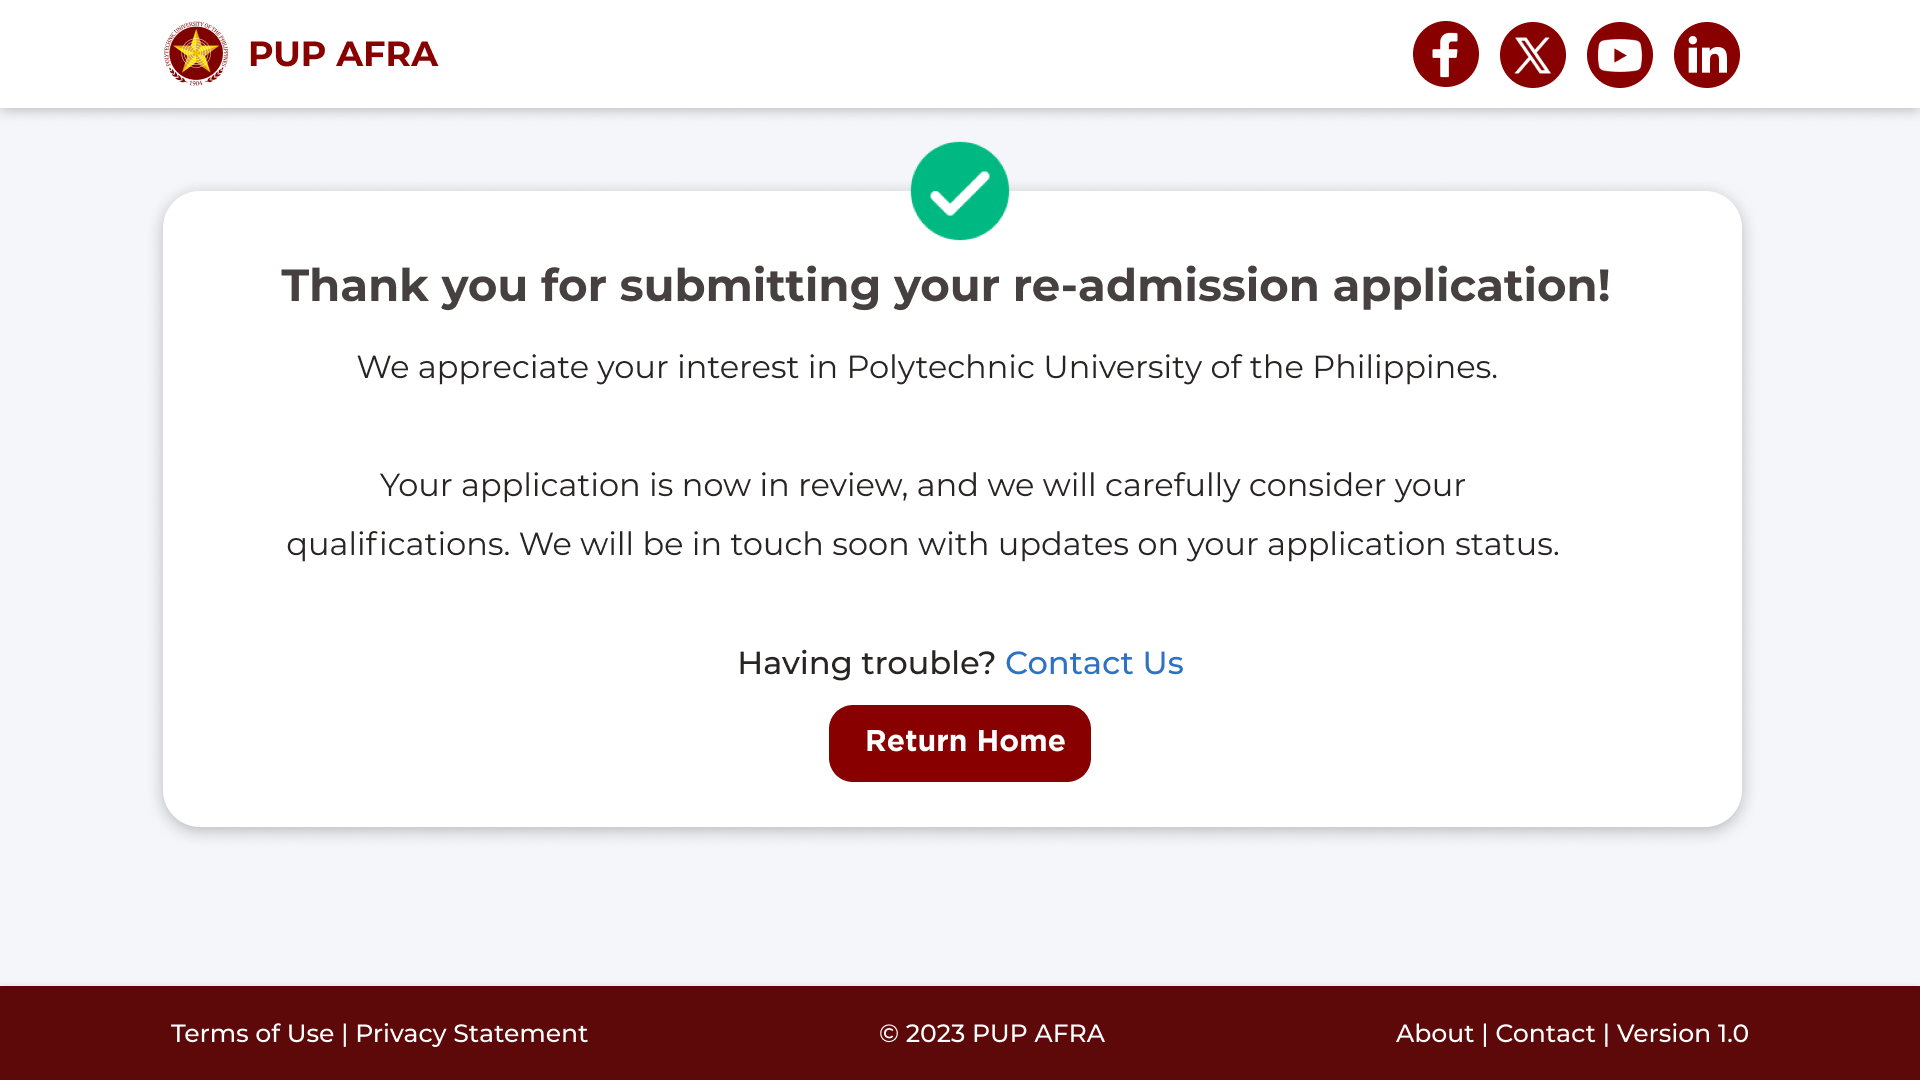 PUP AFRA
Thank you for submitting your re-admission application!
We appreciate your interest in Polytechnic University of the Philippines.
Your application is now in review, and we will carefully consider your
qualifications. We will be in touch soon with updates on your application status.
Having trouble? Contact Us
Return Home
Terms of Use | Privacy Statement
© 2023 PUP AFRA
About | Contact | Version 1.0